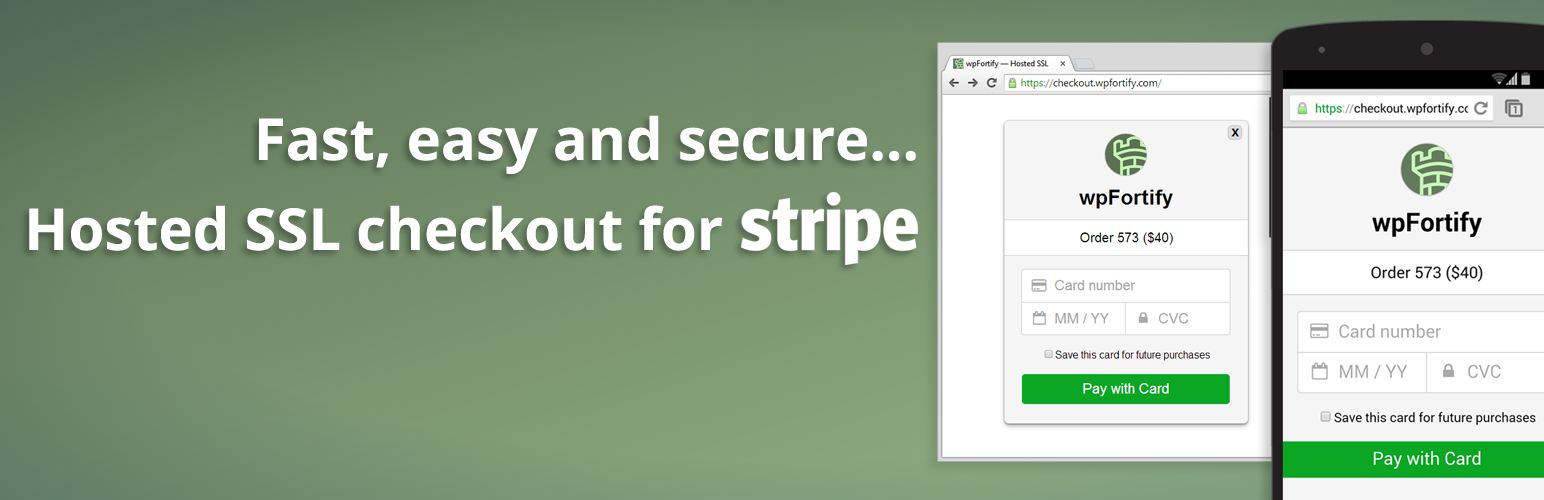 Fast, easy and secure...
Hosted SSL checkout for stripe
wpFortify — Hosted SSL
https://checkout.wpfortify.com/
X
wpFortify
Order 573 ($40)
Card number
MM / YY
CVC
Save this card for future purchases
Pay with Card
https://checkout.wpfortify.cc
1
wpFortify
Order 573 ($40)
Card number
MM / YY
CVC
Save this card for future purchases
Pay with Card